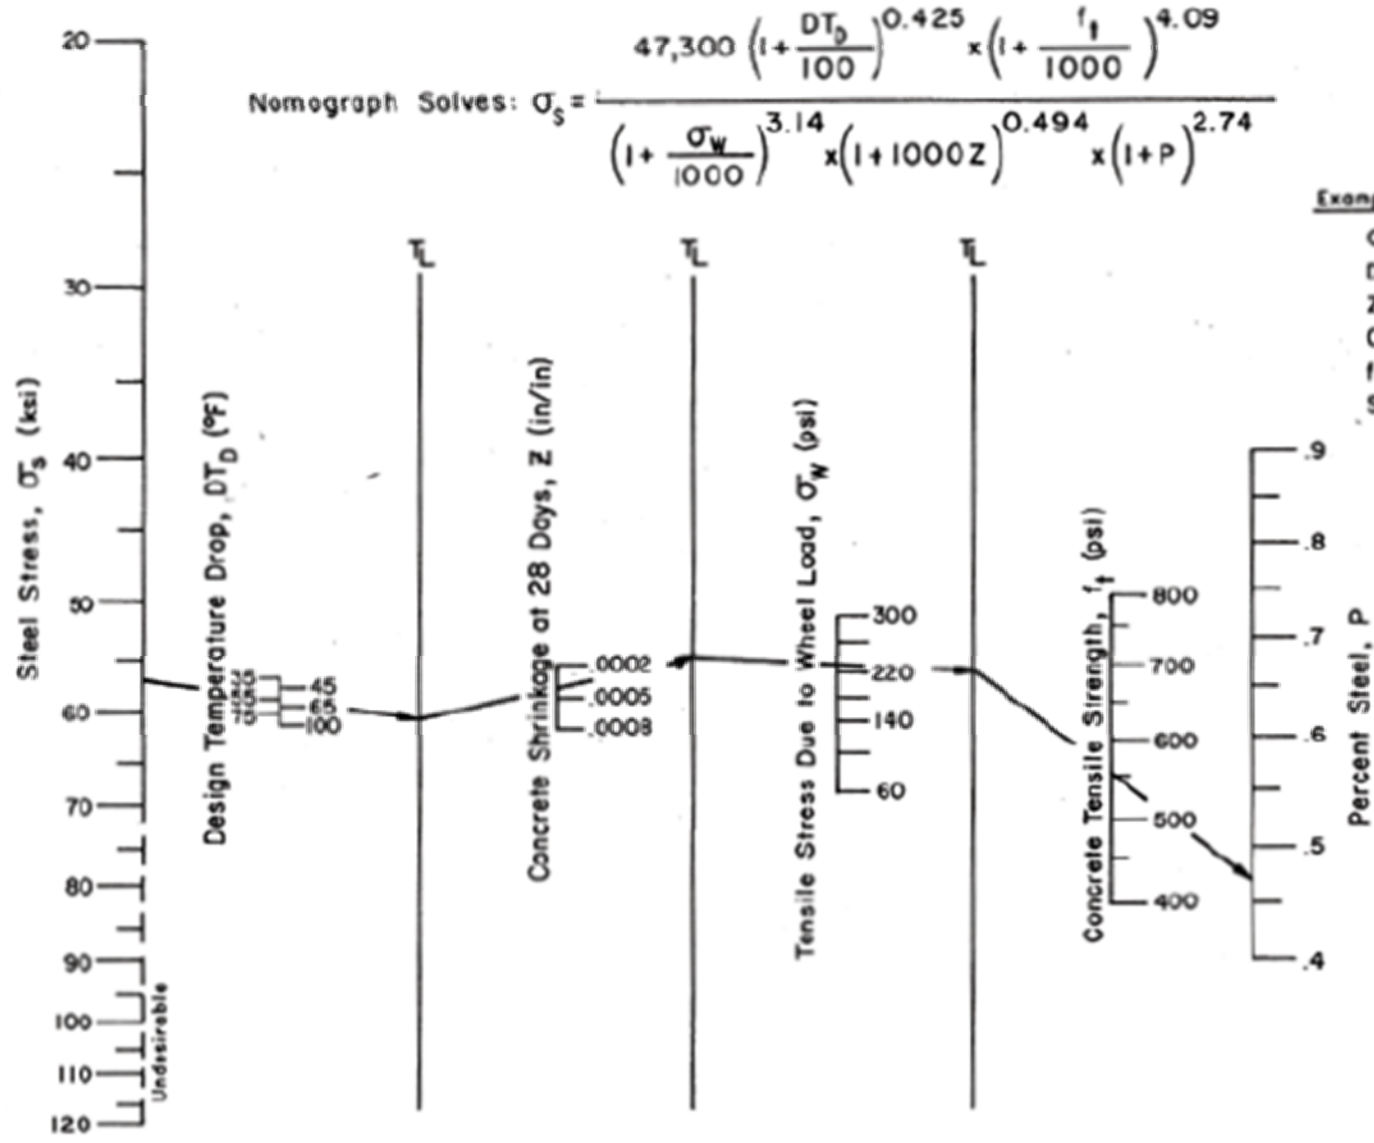 Nomograph Solves: σS = 47,300 (1 + DTD/100)^0.425 x (1 + ft/1000)^4.09
(1 + σW/1000)^3.14 x (1 + 1000Z)^0.494 x (1 + P)^2.74
Steel Stress, σS (ksi)
20
30
40
50
60
70
80
90
100
110
120
Undesirable
Design Temperature Drop, DTD (°F)
45
65
100
TL
Concrete Shrinkage at 28 Days, Z (in/in)
.0002
.0005
.0008
TL
Tensile Stress Due to Wheel Load, σW (psi)
300
220
140
60
TL
Concrete Tensile Strength, ft (psi)
800
700
600
500
400
Percent Steel, P
.9
.8
.7
.6
.5
.4